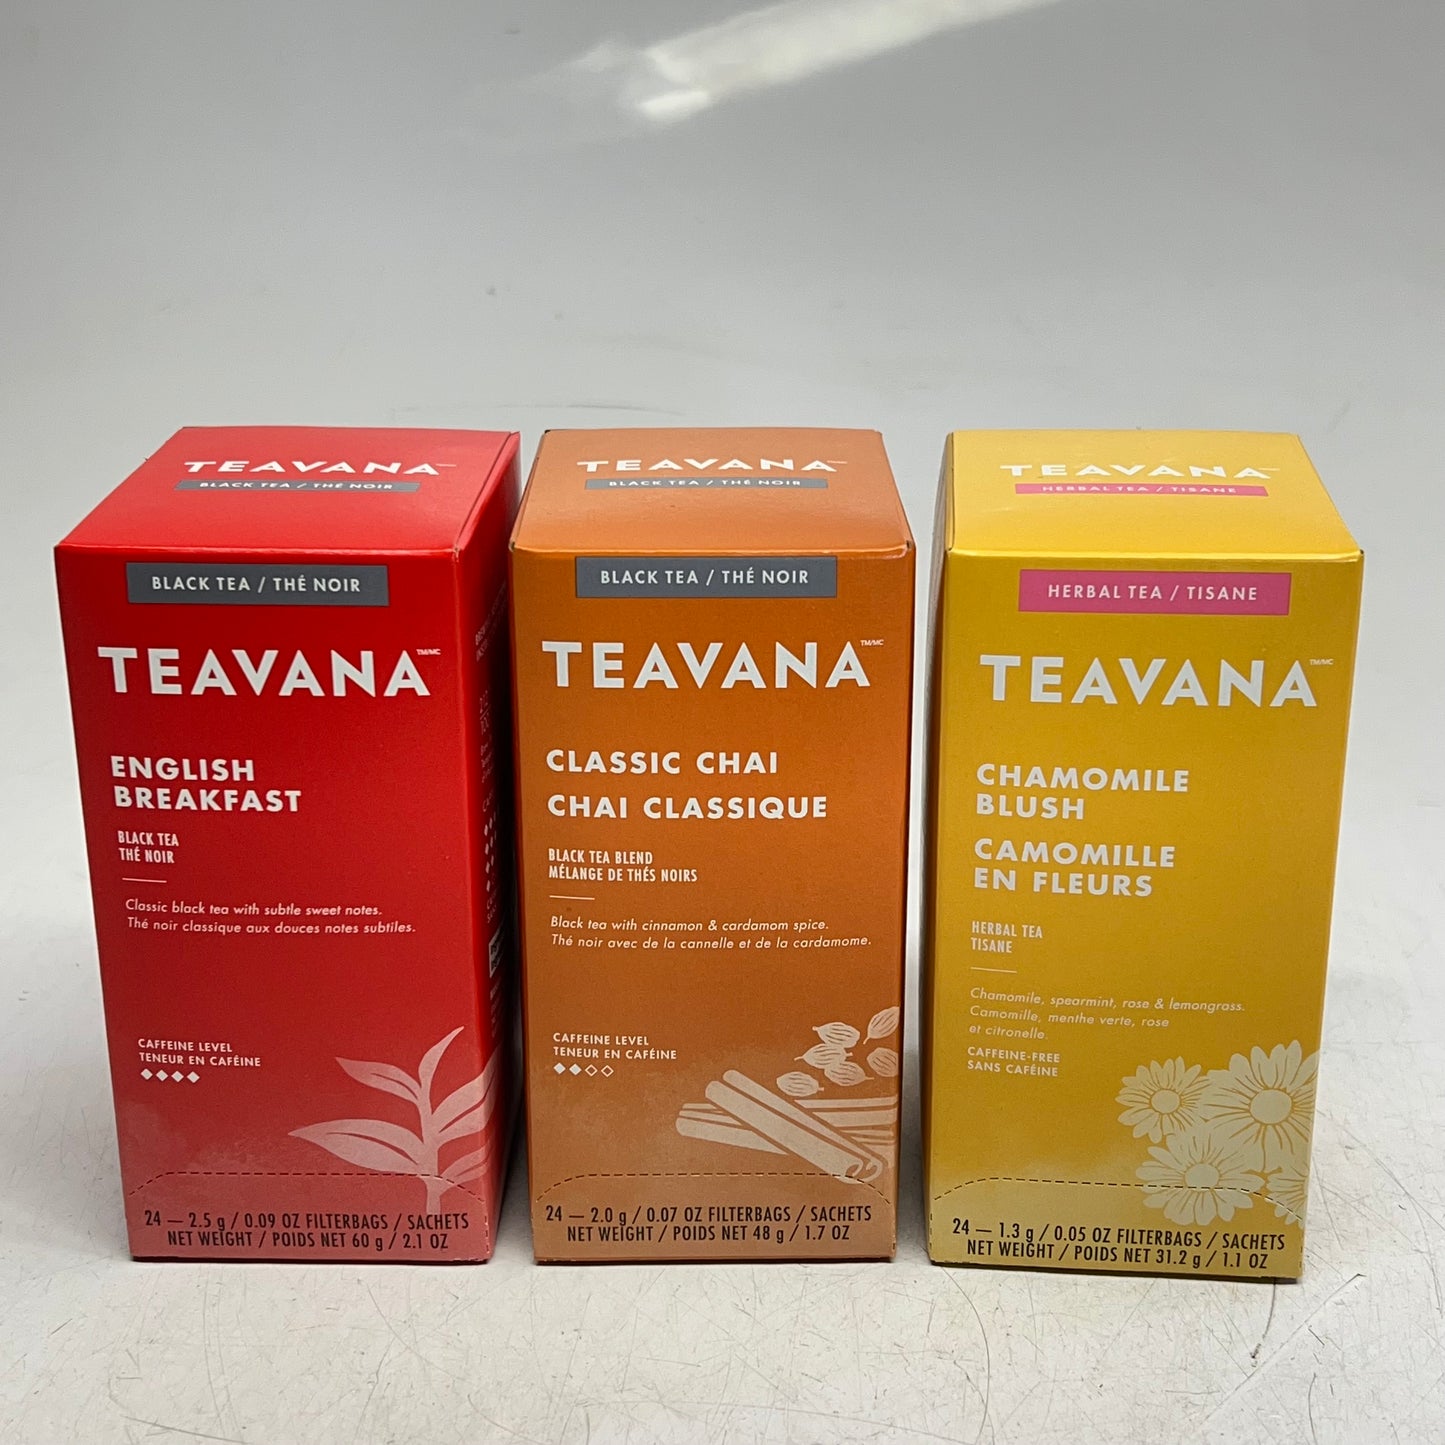 TEAVANA
BLACK TEA / THÉ NOIR
BLACK TEA / THÉ NOIR
TEAVANA™/MC
ENGLISH
BREAKFAST
BLACK TEA
THÉ NOIR
Classic black tea with subtle sweet notes.
Thé noir classique aux douces notes subtiles.
CAFFEINE LEVEL
TENEUR EN CAFÉINE
24 — 2.5 g / 0.09 OZ FILTERBAGS / SACHETS
NET WEIGHT / POIDS NET 60 g / 2.1 OZ
TEAVANA
BLACK TEA / THÉ NOIR
BLACK TEA / THÉ NOIR
TEAVANA™/MC
CLASSIC CHAI
CHAI CLASSIQUE
BLACK TEA BLEND
MÉLANGE DE THÉS NOIRS
Black tea with cinnamon & cardamom spice.
Thé noir avec de la cannelle et de la cardamome.
CAFFEINE LEVEL
TENEUR EN CAFÉINE
24 — 2.0 g / 0.07 OZ FILTERBAGS / SACHETS
NET WEIGHT / POIDS NET 48 g / 1.7 OZ
TEAVANA
HERBAL TEA / TISANE
HERBAL TEA / TISANE
TEAVANA™/MC
CHAMOMILE
BLUSH
CAMOMILLE
EN FLEURS
HERBAL TEA
TISANE
Chamomile, spearmint, rose & lemongrass.
Camomille, menthe verte, rose
et citronelle.
CAFFEINE-FREE
SANS CAFÉINE
24 — 1.3 g / 0.05 OZ FILTERBAGS / SACHETS
NET WEIGHT / POIDS NET 31.2 g / 1.1 OZ